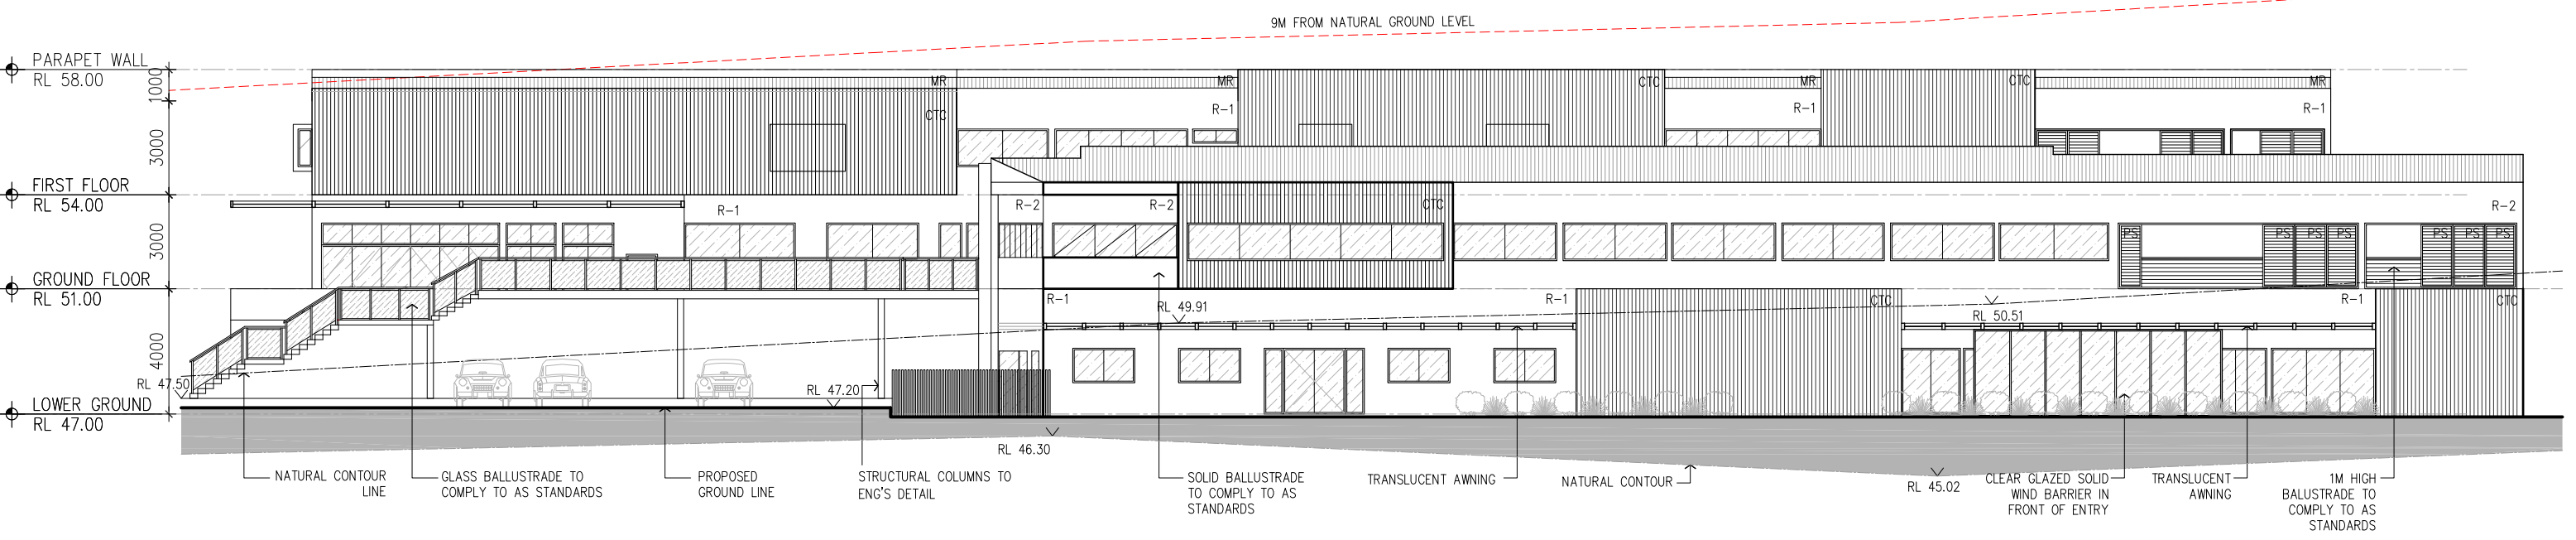 9M FROM NATURAL GROUND LEVEL
PARAPET WALL
RL 58.00
1000
MR
MR
CTC
MR
CTC
MR
CTC
R-1
R-1
R-1
3000
FIRST FLOOR
RL 54.00
R-1
R-2
R-2
CTC
R-2
3000
PS
PS
PS
PS
PS
PS
PS
GROUND FLOOR
RL 51.00
R-1
RL 49.91
R-1
CTC
RL 50.51
R-1
CTC
4000
RL 47.50
RL 47.20
LOWER GROUND
RL 47.00
RL 46.30
RL 45.02
NATURAL CONTOUR
LINE
GLASS BALLUSTRADE TO
COMPLY TO AS STANDARDS
PROPOSED
GROUND LINE
STRUCTURAL COLUMNS TO
ENG'S DETAIL
SOLID BALLUSTRADE
TO COMPLY TO AS
STANDARDS
TRANSLUCENT AWNING
NATURAL CONTOUR
CLEAR GLAZED SOLID
WIND BARRIER IN
FRONT OF ENTRY
TRANSLUCENT
AWNING
1M HIGH
BALUSTRADE TO
COMPLY TO AS
STANDARDS